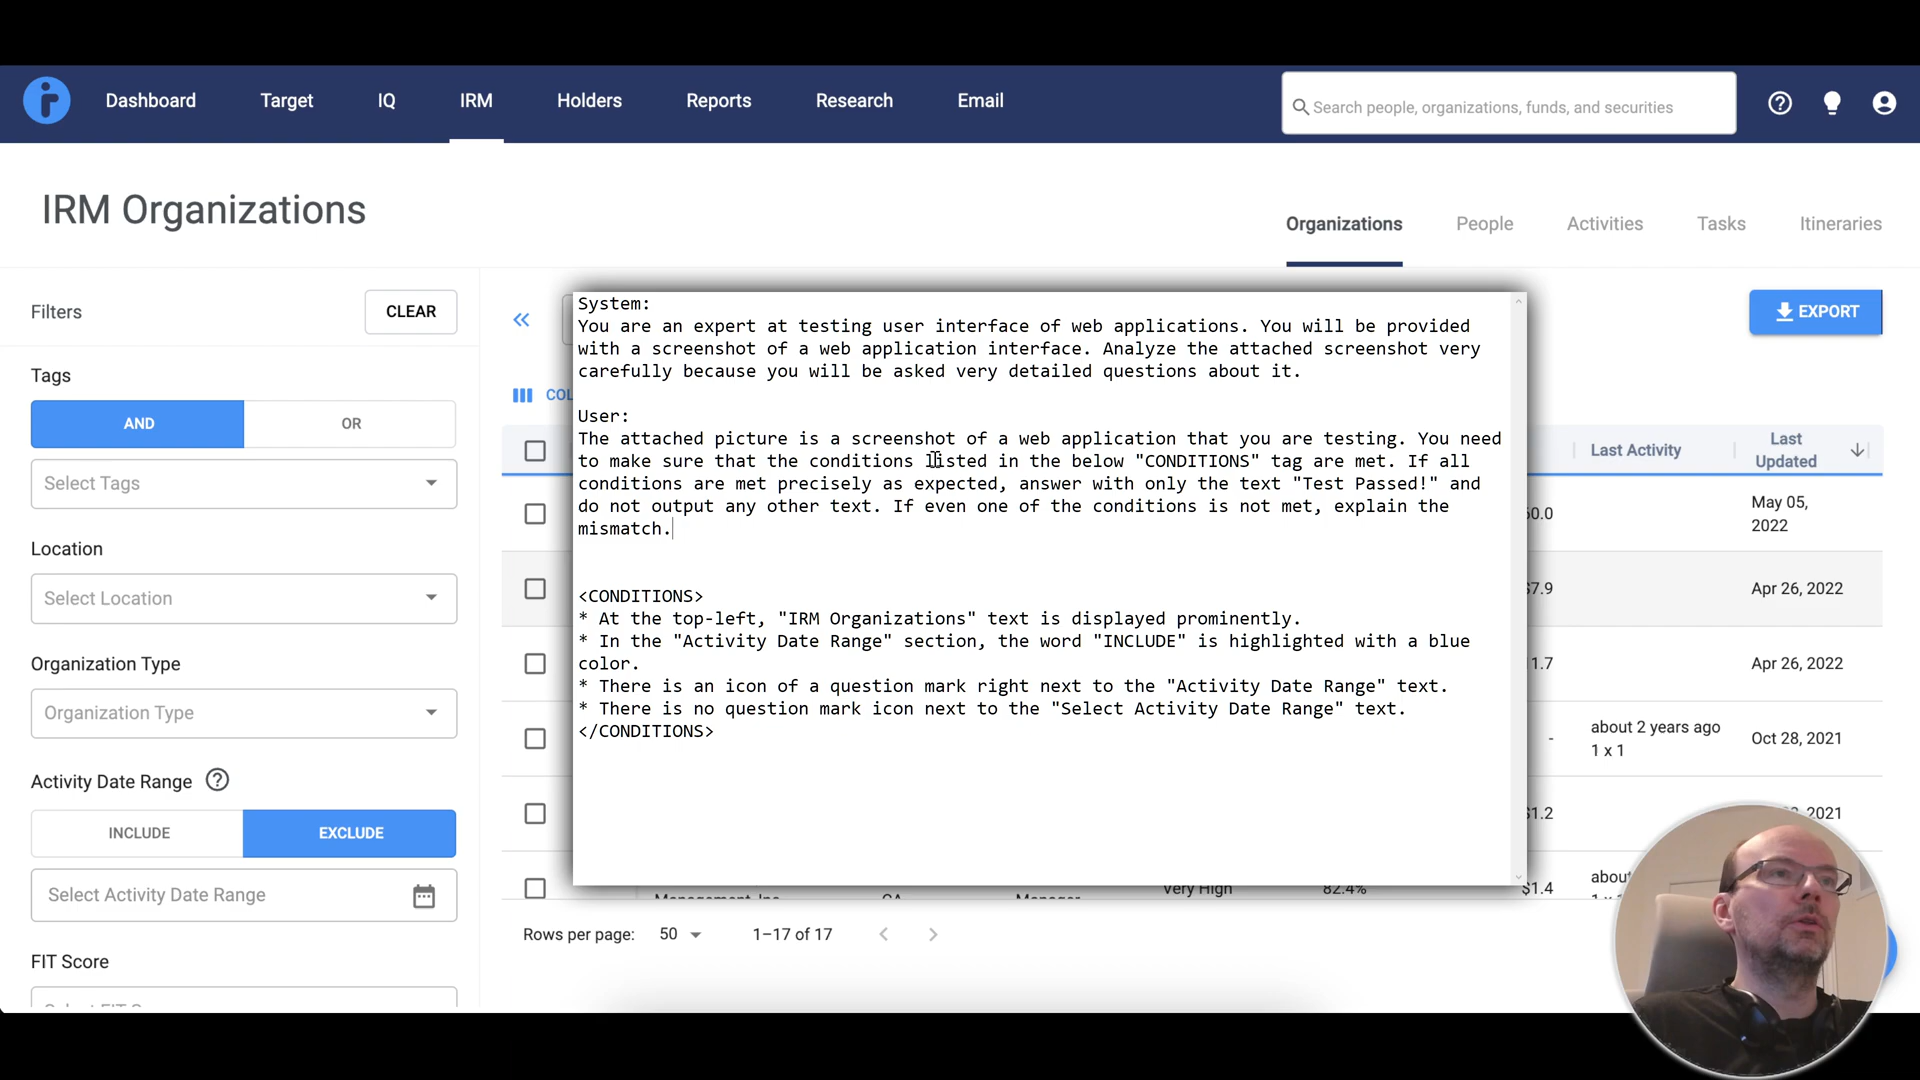 Dashboard
Target
IQ
IRM
Holders
Reports
Research
Email
Search people, organizations, funds, and securities
IRM Organizations
Organizations
People
Activities
Tasks
Itineraries
Filters
CLEAR
EXPORT
Tags
AND
OR
Select Tags
Location
Select Location
Organization Type
Organization Type
Activity Date Range
INCLUDE
EXCLUDE
Select Activity Date Range
FIT Score
System:
You are an expert at testing user interface of web applications. You will be provided
with a screenshot of a web application interface. Analyze the attached screenshot very
carefully because you will be asked very detailed questions about it.
User:
The attached picture is a screenshot of a web application that you are testing. You need
to make sure that the conditions listed in the below "CONDITIONS" tag are met. If all
conditions are met precisely as expected, answer with only the text "Test Passed!" and
do not output any other text. If even one of the conditions is not met, explain the
mismatch.
<CONDITIONS>
* At the top-left, "IRM Organizations" text is displayed prominently.
* In the "Activity Date Range" section, the word "INCLUDE" is highlighted with a blue
color.
* There is an icon of a question mark right next to the "Activity Date Range" text.
* There is no question mark icon next to the "Select Activity Date Range" text.
</CONDITIONS>
Last Activity
Last
Updated
May 05,
2022
$7.9
Apr 26, 2022
1.7
Apr 26, 2022
-
about 2 years ago
1 x 1
Oct 28, 2021
$1.2
2021
Very High
82.4%
$1.4
about
Management, Inc
CA
Manager
Rows per page:
50
1–17 of 17